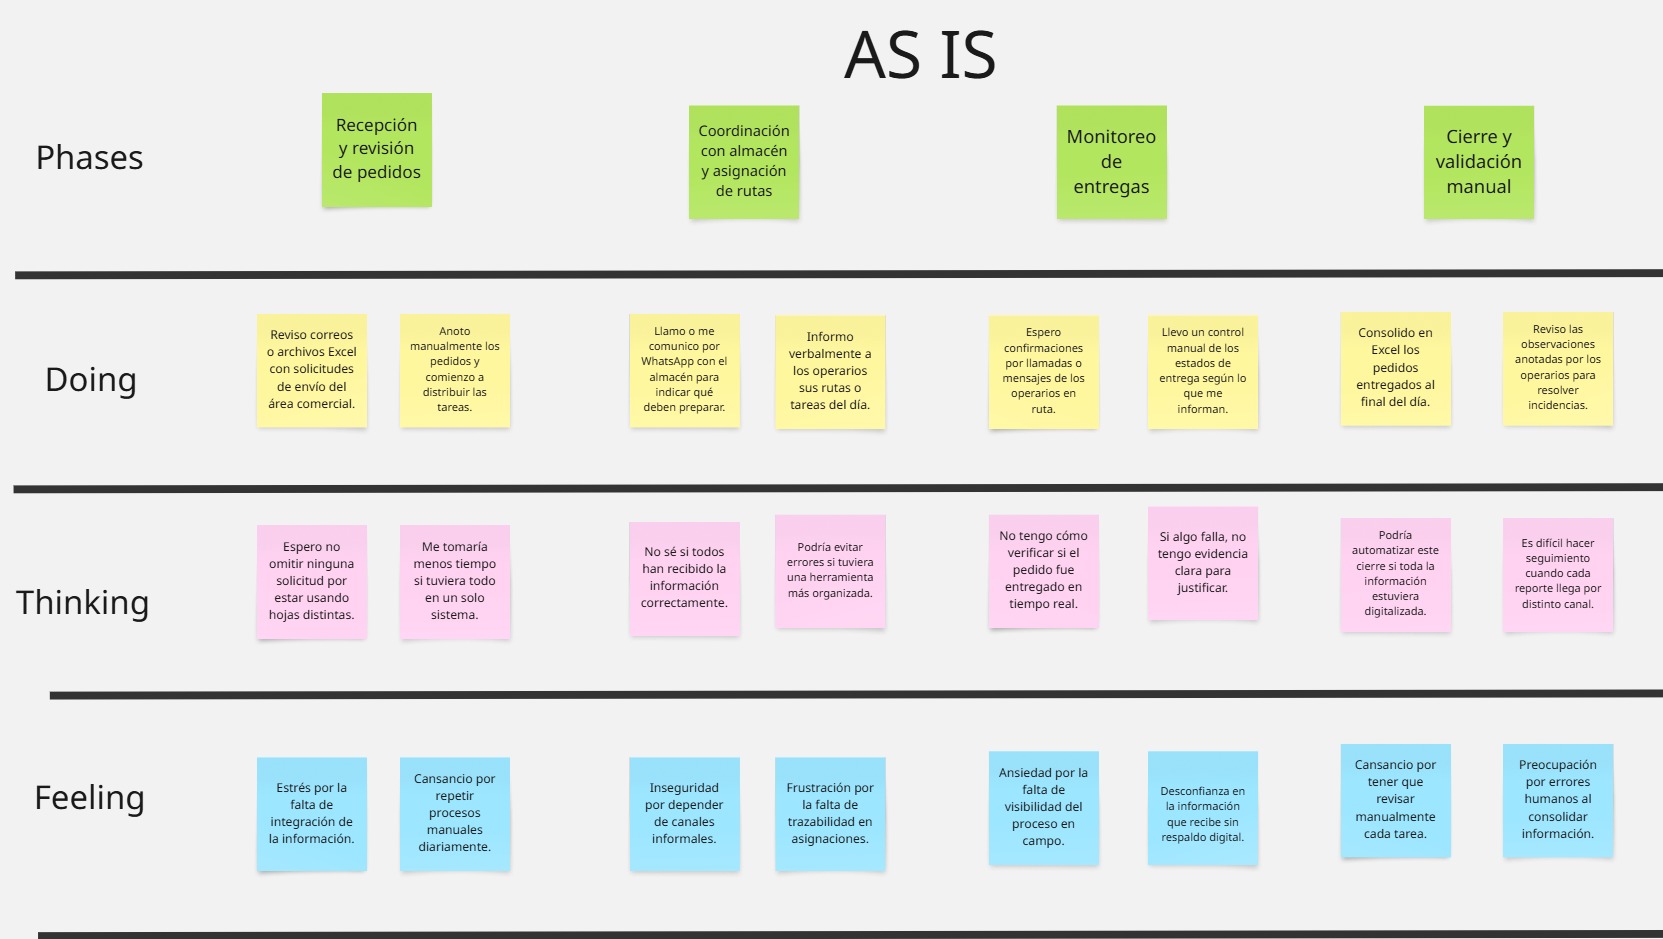 AS IS
Phases
Recepción
y revisión
de pedidos
Coordinación
con almacén
y asignación
de rutas
Monitoreo
de
entregas
Cierre y
validación
manual
Doing
Reviso correos
o archivos Excel
con solicitudes
de envío del
área comercial.
Anoto
manualmente los
pedidos y
comienzo a
distribuir las
tareas.
Llamo o me
comunico por
WhatsApp con el
almacén para
indicar qué
deben preparar.
Informo
verbalmente a
los operarios
sus rutas o
tareas del día.
Espero
confirmaciones
por llamadas o
mensajes de los
operarios en
ruta.
Llevo un control
manual de los
estados de
entrega según lo
que me
informan.
Consolido en
Excel los
pedidos
entregados al
final del día.
Reviso las
observaciones
anotadas por los
operarios para
resolver
incidencias.
Thinking
Espero no
omitir ninguna
solicitud por
estar usando
hojas distintas.
Me tomaría
menos tiempo
si tuviera todo
en un solo
sistema.
No sé si todos
han recibido la
información
correctamente.
Podría evitar
errores si tuviera
una herramienta
más organizada.
No tengo cómo
verificar si el
pedido fue
entregado en
tiempo real.
Si algo falla, no
tengo evidencia
clara para
justificar.
Podría
automatizar este
cierre si toda la
información
estuviera
digitalizada.
Es difícil hacer
seguimiento
cuando cada
reporte llega por
distinto canal.
Feeling
Estrés por la
falta de
integración de
la información.
Cansancio por
repetir
procesos
manuales
diariamente.
Inseguridad
por depender
de canales
informales.
Frustración por
la falta de
trazabilidad en
asignaciones.
Ansiedad por la
falta de
visibilidad del
proceso en
campo.
Desconfianza en
la información
que recibe sin
respaldo digital.
Cansancio por
tener que
revisar
manualmente
cada tarea.
Preocupación
por errores
humanos al
consolidar
información.